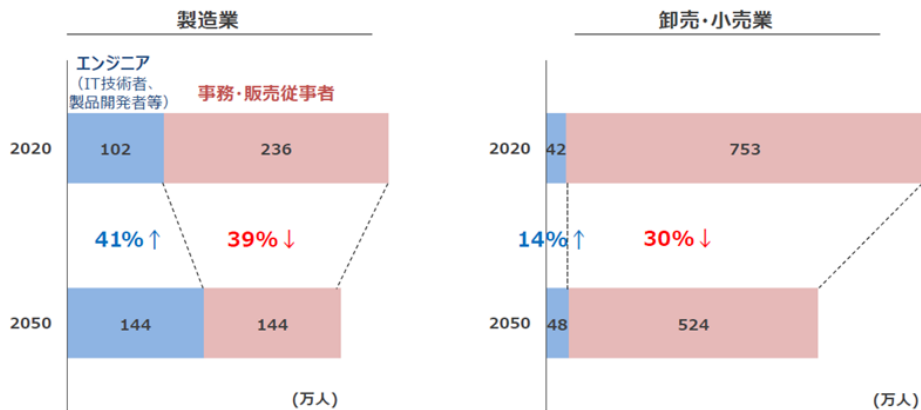 製造業
エンジニア
（IT技術者、
製品開発者等）
事務・販売従事者
2020
102
236
41%↑
39%↓
2050
144
144
(万人)
卸売・小売業
2020
42
753
14%↑
30%↓
2050
48
524
(万人)